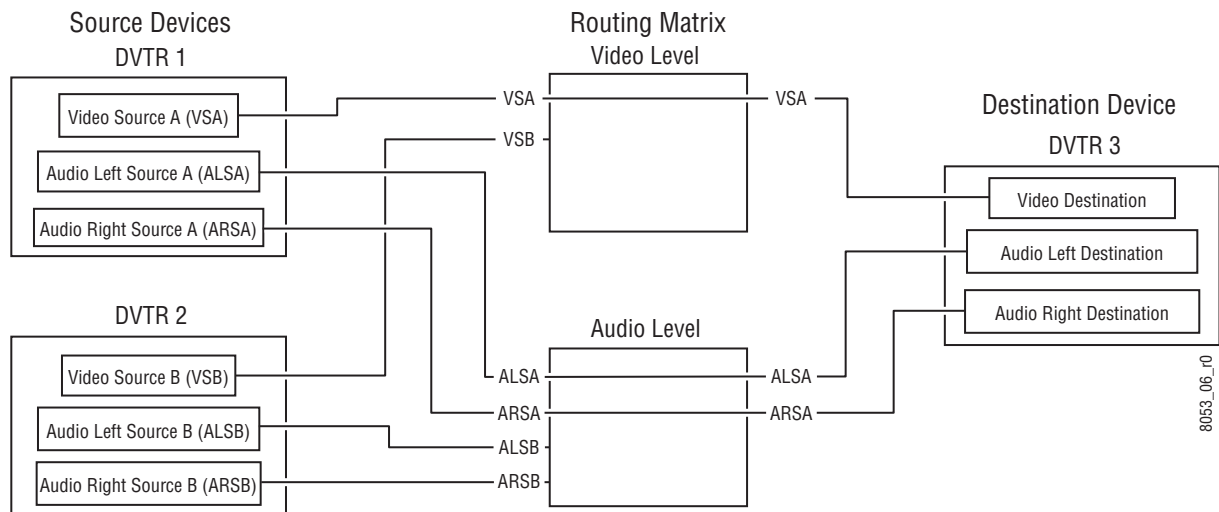 Source Devices
DVTR 1
Video Source A (VSA)
Audio Left Source A (ALSA)
Audio Right Source A (ARSA)
DVTR 2
Video Source B (VSB)
Audio Left Source B (ALSB)
Audio Right Source B (ARSB)
Routing Matrix
Video Level
VSA
VSA
VSB
Audio Level
ALSA
ALSA
ARSA
ARSA
ALSB
ARSB
Destination Device
DVTR 3
Video Destination
Audio Left Destination
Audio Right Destination
8053_06_r0